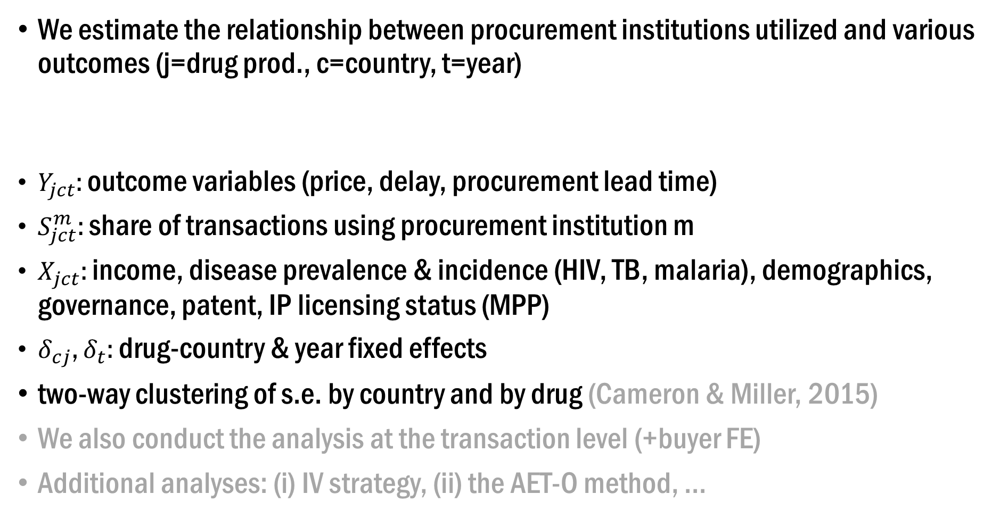 • We estimate the relationship between procurement institutions utilized and various
outcomes (j=drug prod., c=country, t=year)
• Y_{jct}: outcome variables (price, delay, procurement lead time)
• S^m_{jct}: share of transactions using procurement institution m
• X_{jct}: income, disease prevalence & incidence (HIV, TB, malaria), demographics,
governance, patent, IP licensing status (MPP)
• δ_{cj}, δ_t: drug-country & year fixed effects
• two-way clustering of s.e. by country and by drug (Cameron & Miller, 2015)
• We also conduct the analysis at the transaction level (+buyer FE)
• Additional analyses: (i) IV strategy, (ii) the AET-O method, ...